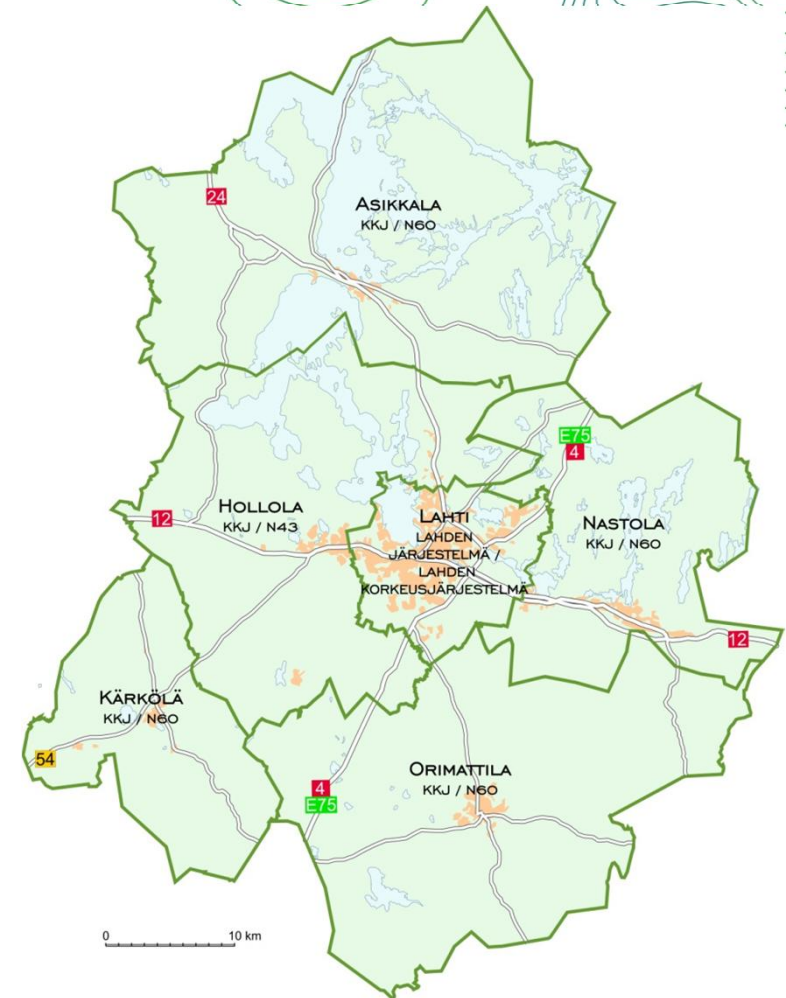 24
ASIKKALA
KKJ / N60
E75
4
12
HOLLOLA
KKJ / N43
LAHTI
LAHDEN
JÄRJESTELMÄ /
LAHDEN
KORKEUSJÄRJESTELMÄ
NASTOLA
KKJ / N60
12
KÄRKÖLÄ
KKJ / N60
54
ORIMATTILA
KKJ / N60
4
E75
0 10 km